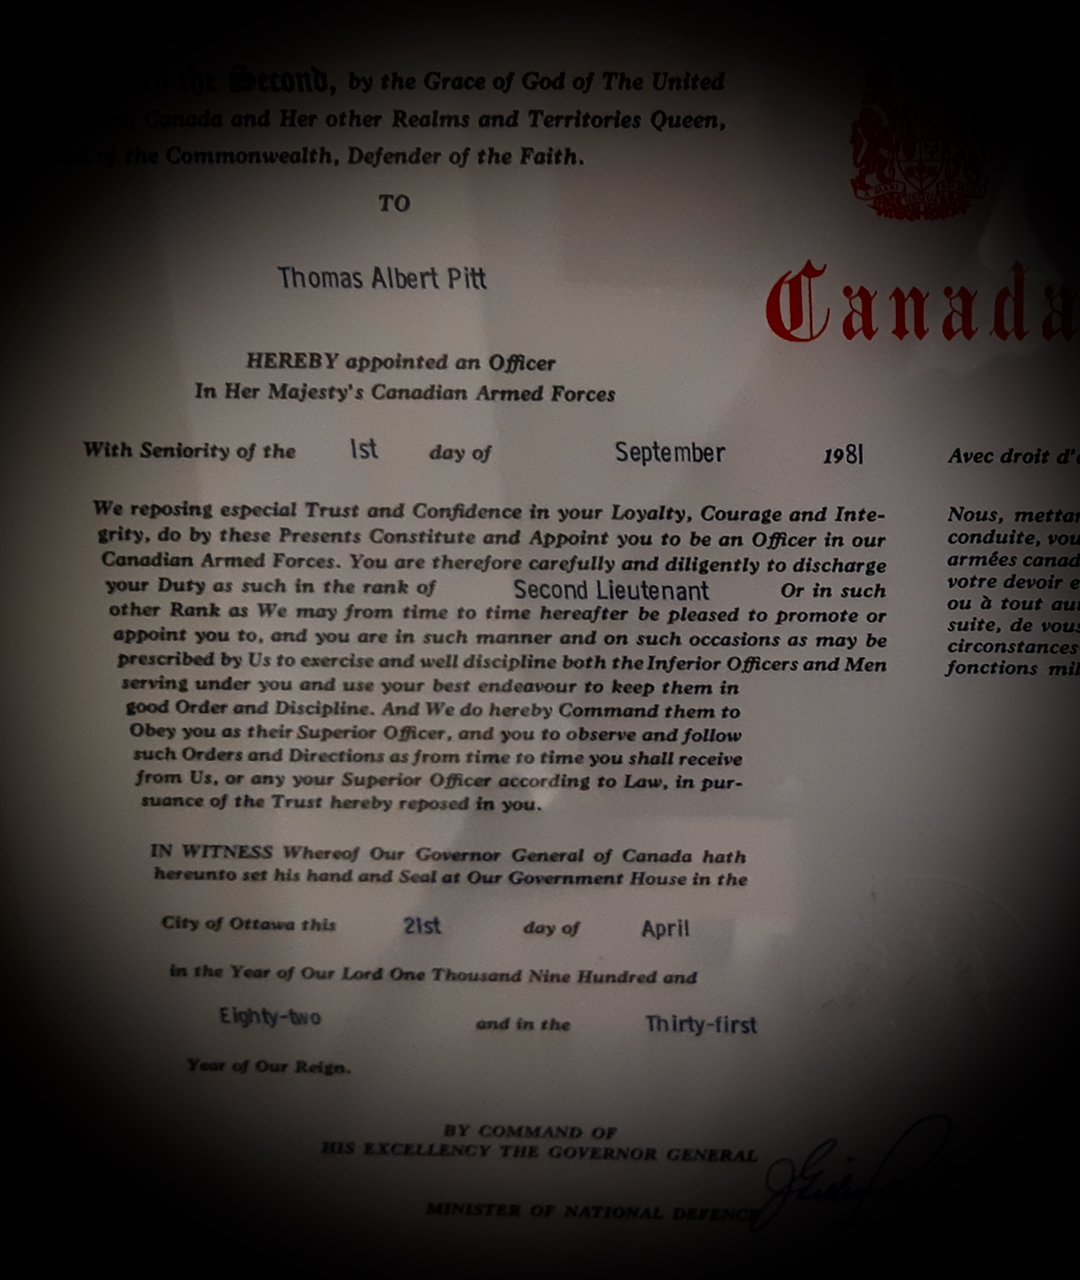 the Second, by the Grace of God of The United
Canada and Her other Realms and Territories Queen,
of the Commonwealth, Defender of the Faith.
TO
Thomas Albert Pitt
Canada
HEREBY appointed an Officer
In Her Majesty's Canadian Armed Forces
With Seniority of the 1st day of September 1981
We reposing especial Trust and Confidence in your Loyalty, Courage and Inte-
grity, do by these Presents Constitute and Appoint you to be an Officer in our
Canadian Armed Forces. You are therefore carefully and diligently to discharge
your Duty as such in the rank of Second Lieutenant Or in such
other Rank as We may from time to time hereafter be pleased to promote or
appoint you to, and you are in such manner and on such occasions as may be
prescribed by Us to exercise and well discipline both the Inferior Officers and Men
serving under you and use your best endeavour to keep them in
good Order and Discipline. And We do hereby Command them to
Obey you as their Superior Officer, and you to observe and follow
such Orders and Directions as from time to time you shall receive
from Us, or any your Superior Officer according to Law, in pur-
suance of the Trust hereby reposed in you.
IN WITNESS Whereof Our Governor General of Canada hath
hereunto set his hand and Seal at Our Government House in the
City of Ottawa this 21st day of April
in the Year of Our Lord One Thousand Nine Hundred and
Eighty-two and in the Thirty-first
Year of Our Reign.
BY COMMAND OF
HIS EXCELLENCY THE GOVERNOR GENERAL
MINISTER OF NATIONAL DEFENCE
Avec droit d'
Nous, mettan
conduite, vou
armées canad
votre devoir e
ou à tout au
suite, de vous
circonstances
fonctions mil